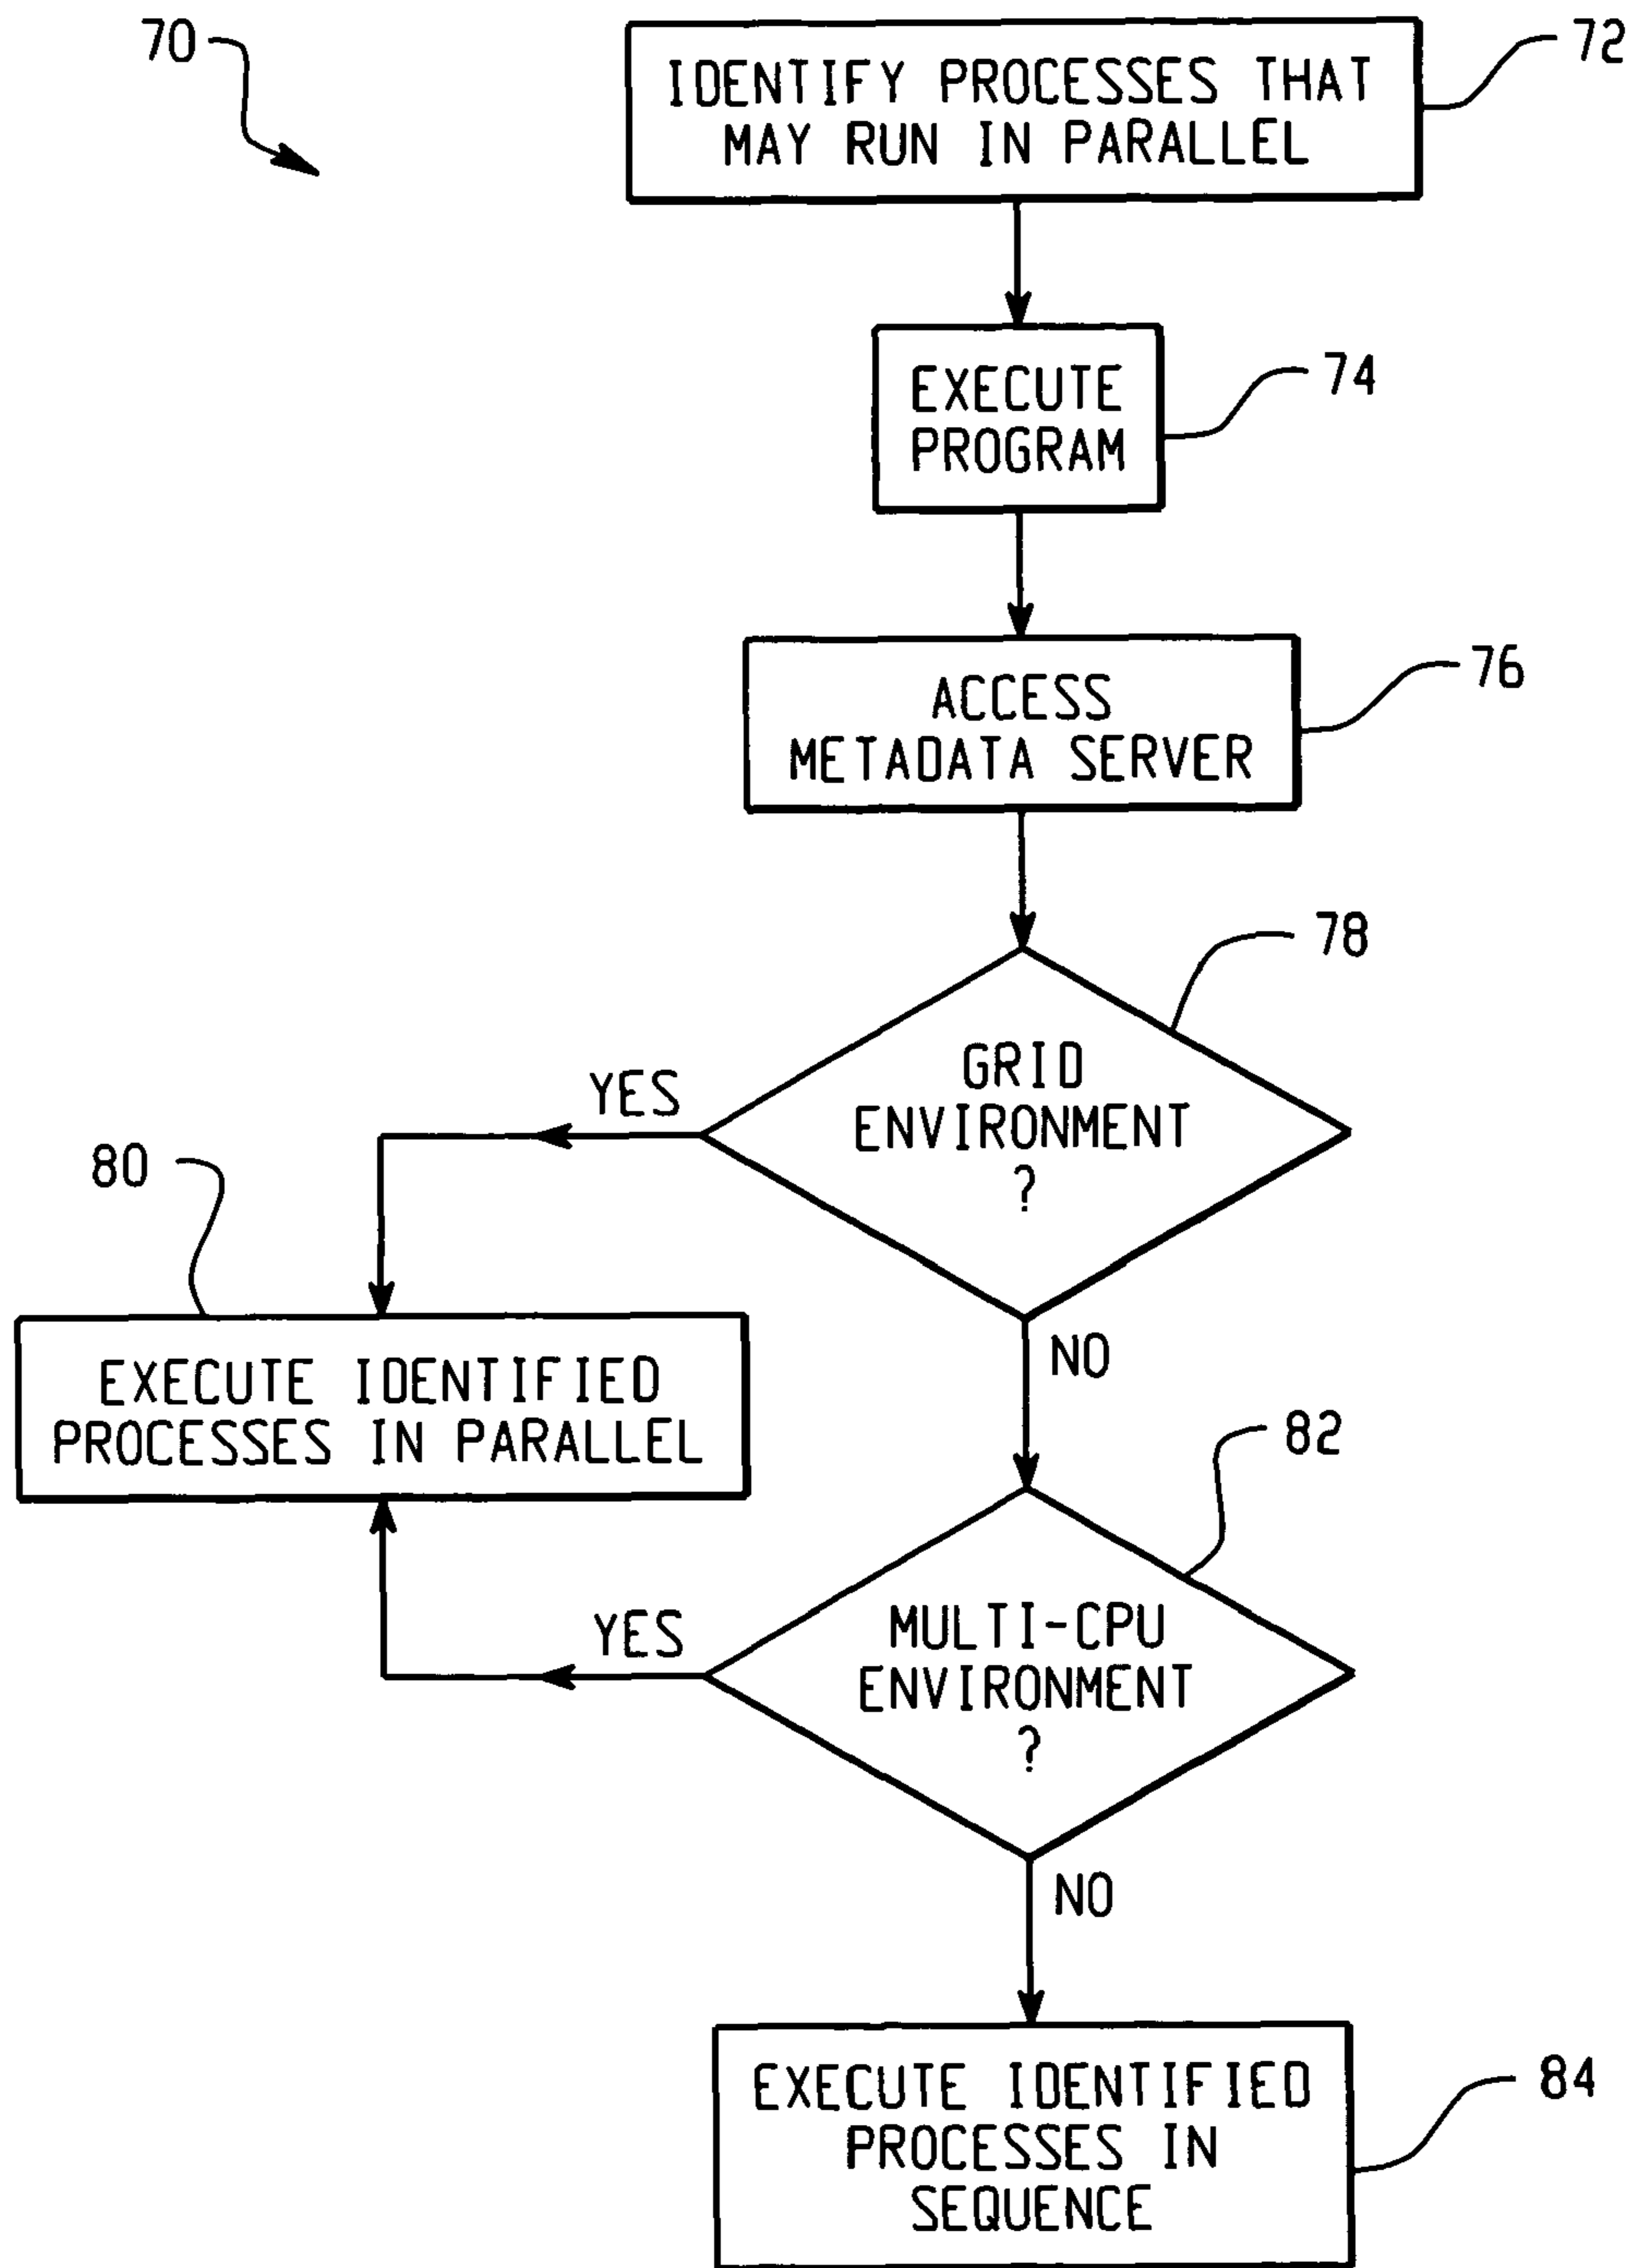 70
72
IDENTIFY PROCESSES THAT
MAY RUN IN PARALLEL
74
EXECUTE
PROGRAM
76
ACCESS
METADATA SERVER
78
GRID
ENVIRONMENT
?
YES
80
NO
EXECUTE IDENTIFIED
PROCESSES IN PARALLEL
82
MULTI-CPU
ENVIRONMENT
?
YES
NO
84
EXECUTE IDENTIFIED
PROCESSES IN
SEQUENCE